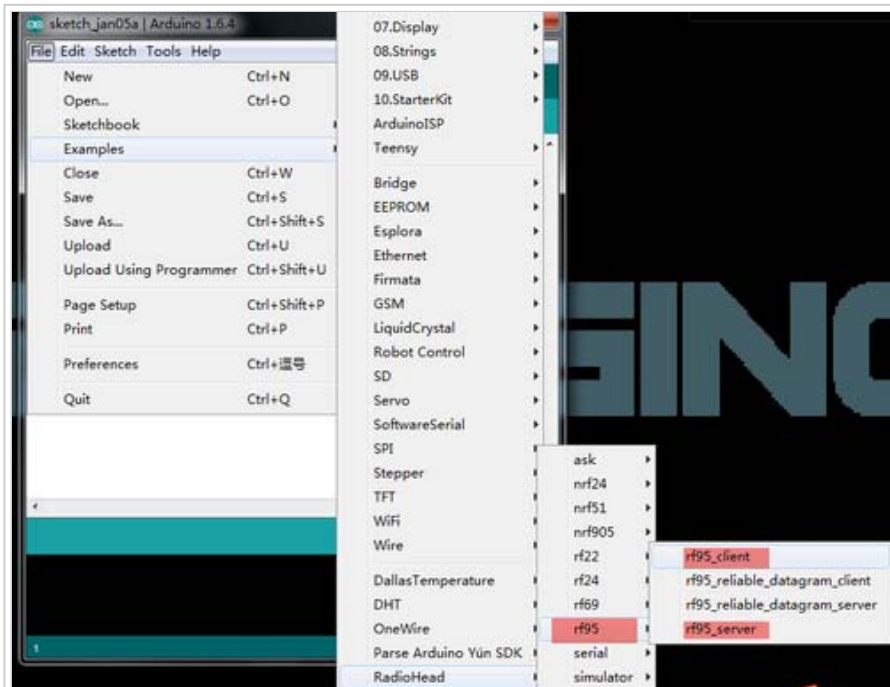 sketch_jan05a | Arduino 1.6.4
File Edit Sketch Tools Help
New Ctrl+N
Open... Ctrl+O
Sketchbook
Examples
Close Ctrl+W
Save Ctrl+S
Save As... Ctrl+Shift+S
Upload Ctrl+U
Upload Using Programmer Ctrl+Shift+U
Page Setup Ctrl+Shift+P
Print Ctrl+P
Preferences Ctrl+逗号
Quit Ctrl+Q
1
07.Display
08.Strings
09.USB
10.StarterKit
ArduinoISP
Teensy
Bridge
EEPROM
Esplora
Ethernet
Firmata
GSM
LiquidCrystal
Robot Control
SD
Servo
SoftwareSerial
SPI
Stepper
TFT
WiFi
Wire
DallasTemperature
DHT
OneWire
Parse Arduino Yún SDK
RadioHead
ask
nrf24
nrf51
nrf905
rf22
rf24
rf69
rf95
serial
simulator
rf95_client
rf95_reliable_datagram_client
rf95_reliable_datagram_server
rf95_server